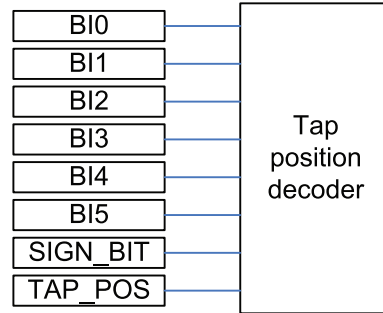 BI0
BI1
BI2
BI3
BI4
BI5
SIGN_BIT
TAP_POS
Tap
position
decoder